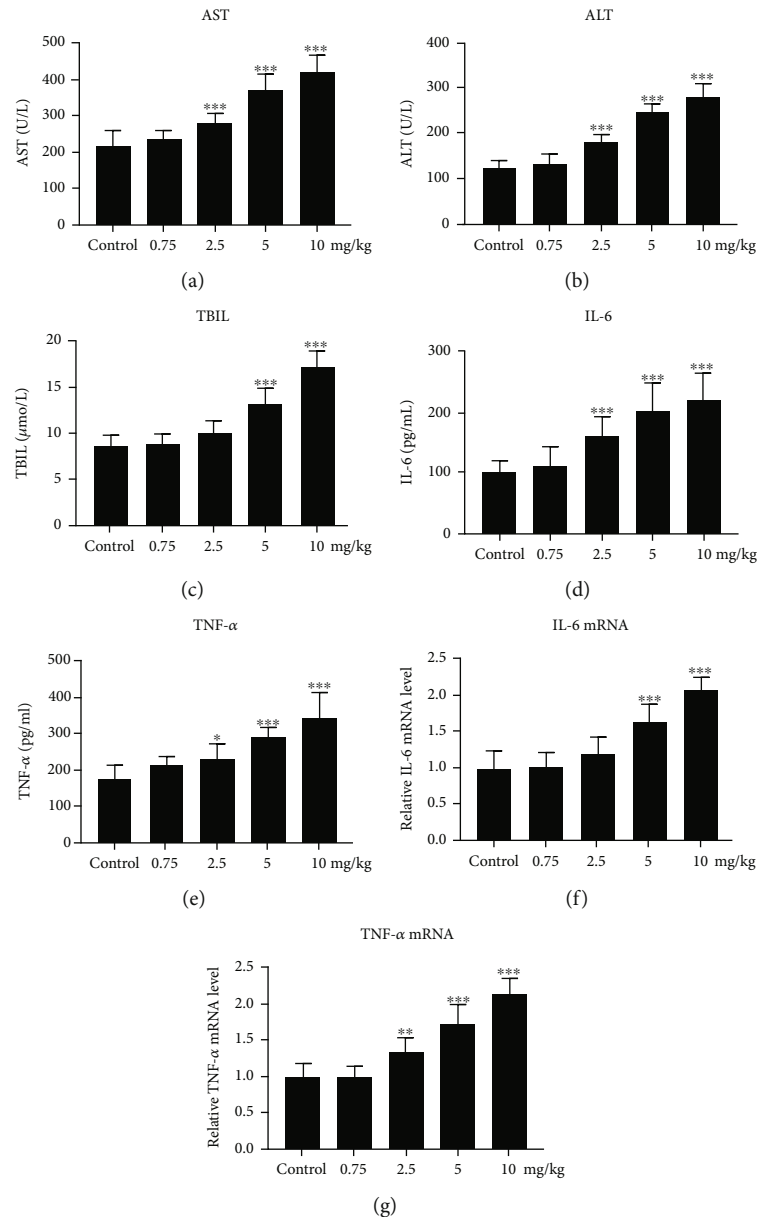 AST
AST (U/L)
500
400
300
200
100
0
***
***
***
Control 0.75 2.5 5 10 mg/kg
(a)
ALT
ALT (U/L)
400
300
200
100
0
***
***
***
Control 0.75 2.5 5 10 mg/kg
(b)
TBIL
TBIL (μmo/L)
20
15
10
5
0
***
***
Control 0.75 2.5 5 10 mg/kg
(c)
IL-6
IL-6 (pg/mL)
300
200
100
0
***
***
***
Control 0.75 2.5 5 10 mg/kg
(d)
TNF-α
TNF-α (pg/ml)
500
400
300
200
100
0
*
***
***
Control 0.75 2.5 5 10 mg/kg
(e)
IL-6 mRNA
Relative IL-6 mRNA level
2.5
2.0
1.5
1.0
0.5
0.0
***
***
Control 0.75 2.5 5 10 mg/kg
(f)
TNF-α mRNA
Relative TNF-α mRNA level
2.5
2.0
1.5
1.0
0.5
0.0
**
***
***
Control 0.75 2.5 5 10 mg/kg
(g)